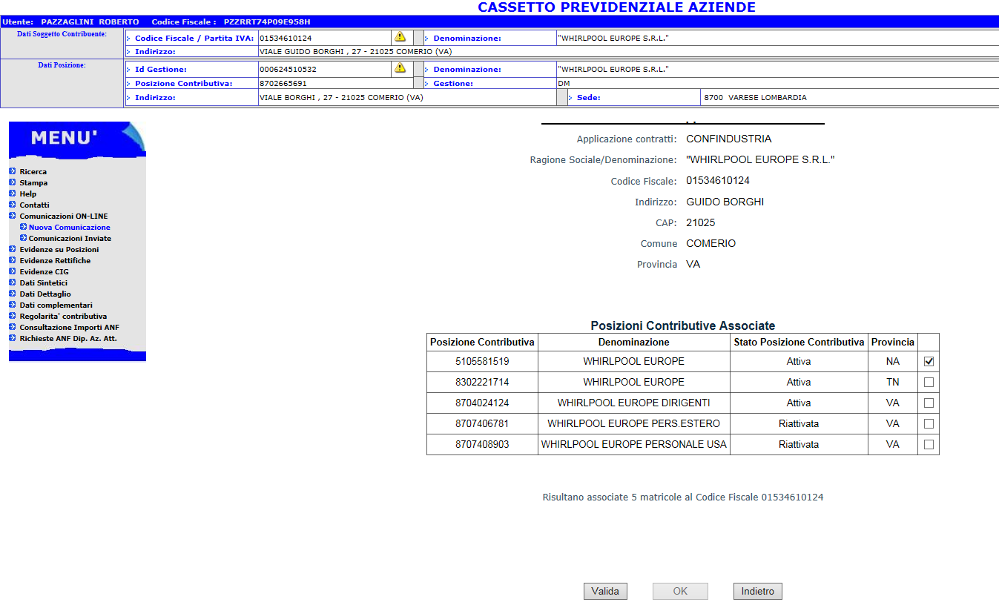 CASSETTO PREVIDENZIALE AZIENDE
Utente: PAZZAGLINI ROBERTO Codice Fiscale : PZZRRT74P09E958H
Dati Soggetto Contribuente:
Codice Fiscale / Partita IVA: 01534610124 Denominazione: "WHIRLPOOL EUROPE S.R.L."
Indirizzo: VIALE GUIDO BORGHI , 27 - 21025 COMERIO (VA)
Dati Posizione:
Id Gestione: 000624510532 Denominazione: "WHIRLPOOL EUROPE S.R.L."
Posizione Contributiva: 8702665691 Gestione: DM
Indirizzo: VIALE BORGHI , 27 - 21025 COMERIO (VA) Sede: 8700 VARESE LOMBARDIA
MENU'
Ricerca
Stampa
Help
Contatti
Comunicazioni ON-LINE
Nuova Comunicazione
Comunicazioni Inviate
Evidenze su Posizioni
Evidenze Rettifiche
Evidenze CIG
Dati Sintetici
Dati Dettaglio
Dati complementari
Regolarita' contributiva
Consultazione Importi ANF
Richieste ANF Dip. Az. Att.
Applicazione contratti: CONFINDUSTRIA
Ragione Sociale/Denominazione: "WHIRLPOOL EUROPE S.R.L."
Codice Fiscale: 01534610124
Indirizzo: GUIDO BORGHI
CAP: 21025
Comune COMERIO
Provincia VA
Posizioni Contributive Associate
Posizione Contributiva Denominazione Stato Posizione Contributiva Provincia
5105581519 WHIRLPOOL EUROPE Attiva NA
8302221714 WHIRLPOOL EUROPE Attiva TN
8704024124 WHIRLPOOL EUROPE DIRIGENTI Attiva VA
8707406781 WHIRLPOOL EUROPE PERS.ESTERO Riattivata VA
8707408903 WHIRLPOOL EUROPE PERSONALE USA Riattivata VA
Risultano associate 5 matricole al Codice Fiscale 01534610124
Valida OK Indietro